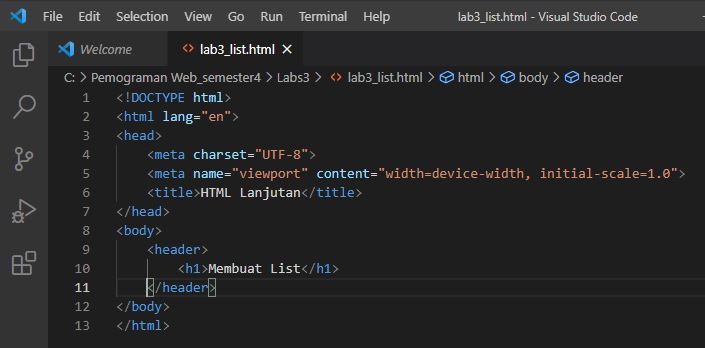 File Edit Selection View Go Run Terminal Help lab3_list.html - Visual Studio Code
Welcome lab3_list.html
C: > Pemograman Web_semester4 > Labs3 > lab3_list.html > html > body > header
1 <!DOCTYPE html>
2 <html lang="en">
3 <head>
4 <meta charset="UTF-8">
5 <meta name="viewport" content="width=device-width, initial-scale=1.0">
6 <title>HTML Lanjutan</title>
7 </head>
8 <body>
9 <header>
10 <h1>Membuat List</h1>
11 </header>
12 </body>
13 </html>